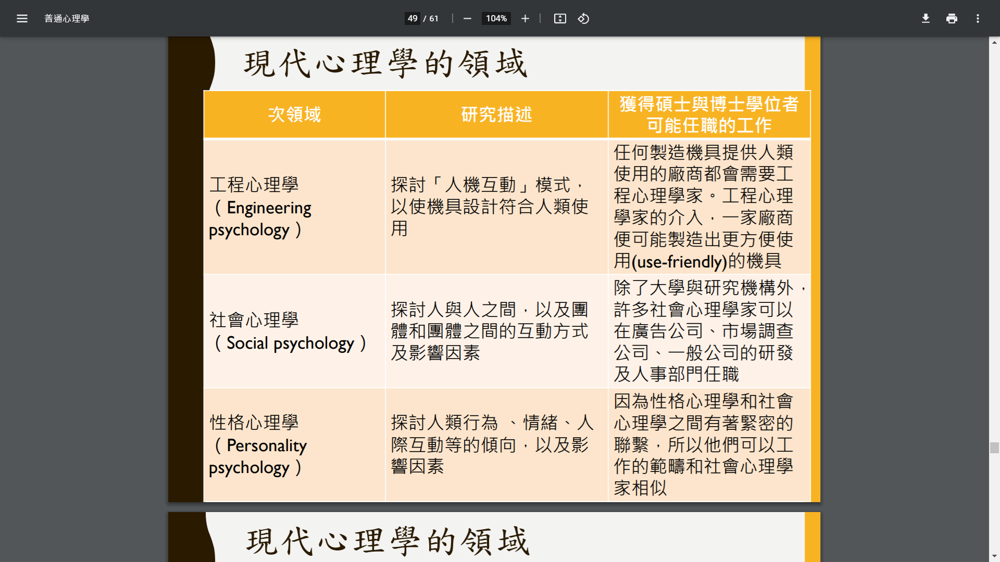 普通心理學
49 / 61
104%
現代心理學的領域
次領域
研究描述
獲得碩士與博士學位者
可能任職的工作
工程心理學
（Engineering
psychology）
探討「人機互動」模式，
以使機具設計符合人類使
用
任何製造機具提供人類
使用的廠商都會需要工
程心理學家。工程心理
學家的介入，一家廠商
便可能製造出更方便使
用(use-friendly)的機具
社會心理學
（Social psychology）
探討人與人之間，以及團
體和團體之間的互動方式
及影響因素
除了大學與研究機構外，
許多社會心理學家可以
在廣告公司、市場調查
公司、一般公司的研發
及人事部門任職
性格心理學
（Personality
psychology）
探討人類行為 、情緒、人
際互動等的傾向，以及影
響因素
因為性格心理學和社會
心理學之間有著緊密的
聯繫，所以他們可以工
作的範疇和社會心理學
家相似
現代心理學的領域